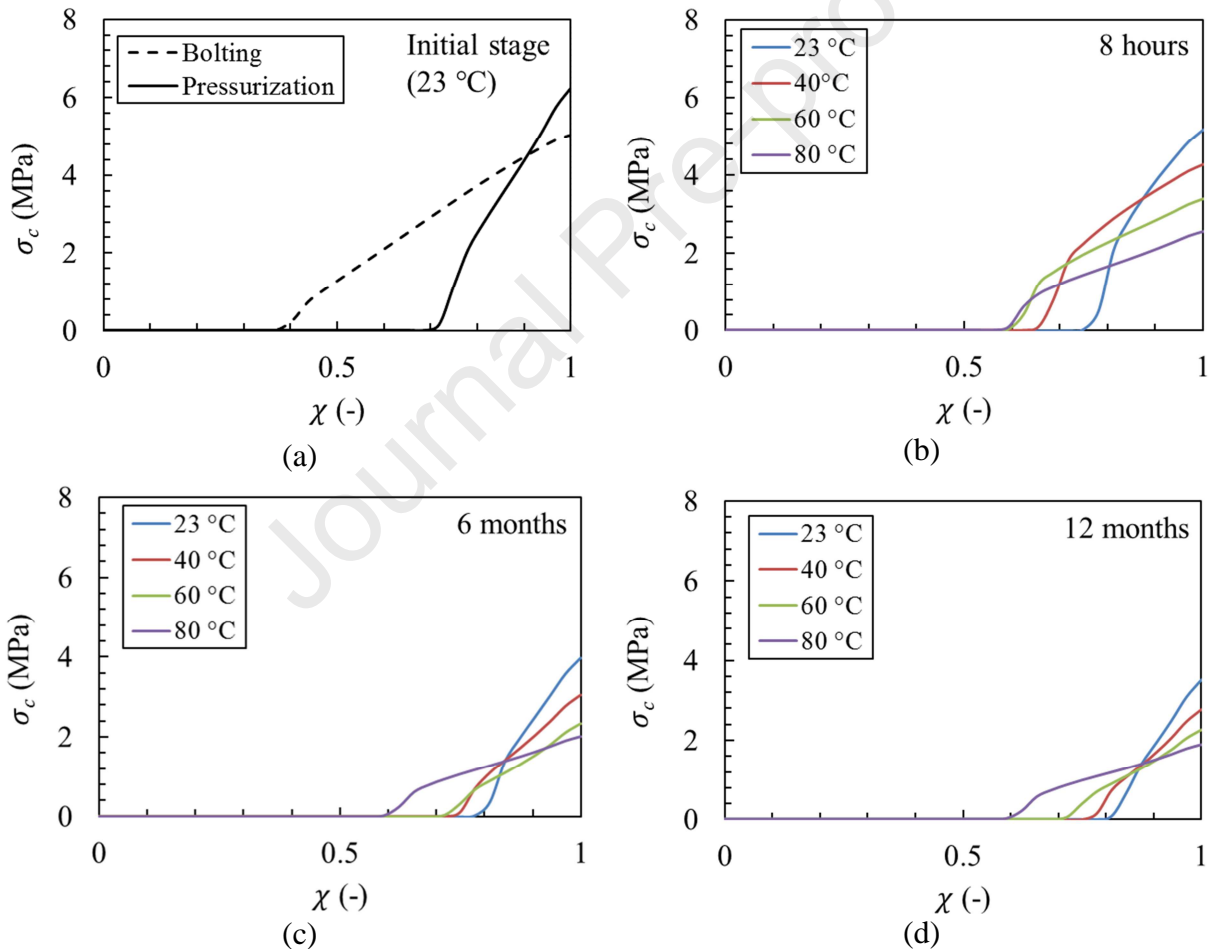 8
6
4
2
0
σc (MPa)
Bolting
Pressurization
Initial stage
(23 °C)
0
0.5
1
χ (-)
(a)
8
6
4
2
0
σc (MPa)
23 °C
40°C
60 °C
80 °C
8 hours
0
0.5
1
χ (-)
(b)
8
6
4
2
0
σc (MPa)
23 °C
40 °C
60 °C
80 °C
6 months
0
0.5
1
χ (-)
(c)
8
6
4
2
0
σc (MPa)
23 °C
40 °C
60 °C
80 °C
12 months
0
0.5
1
χ (-)
(d)
Journal Pre-pro